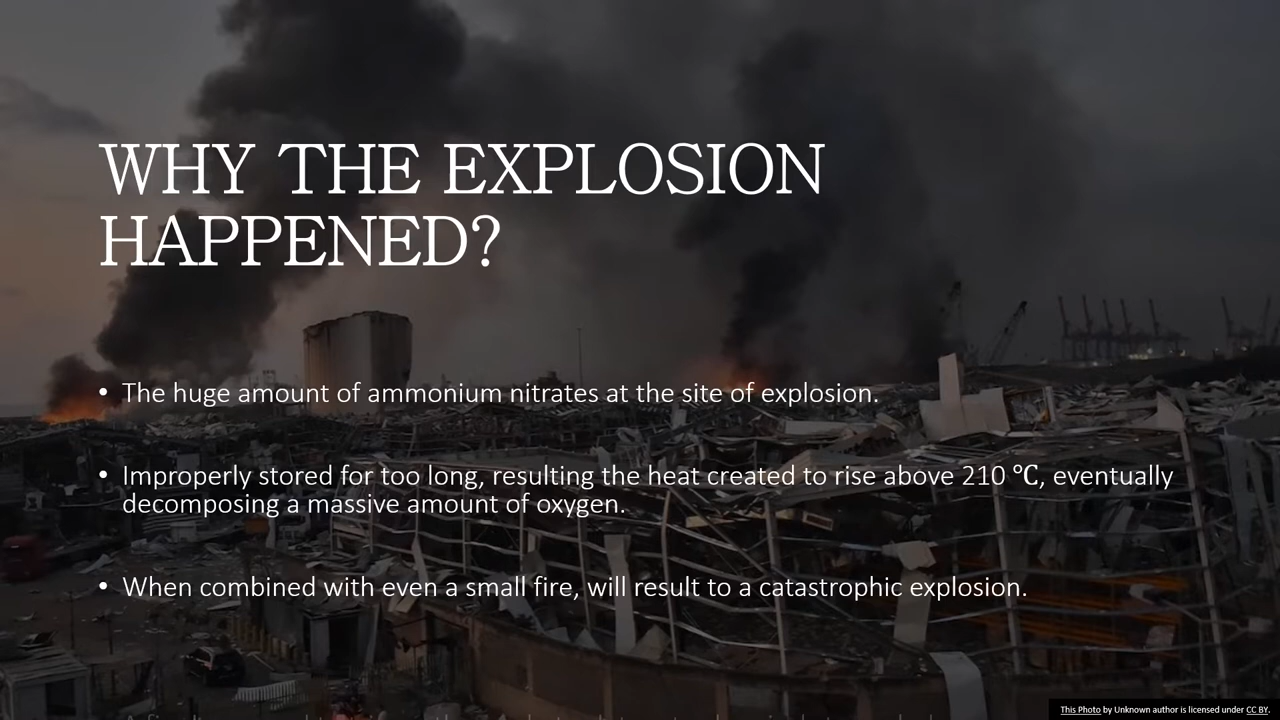 WHY THE EXPLOSION
HAPPENED?
• The huge amount of ammonium nitrates at the site of explosion.
• Improperly stored for too long, resulting the heat created to rise above 210 ℃, eventually
decomposing a massive amount of oxygen.
• When combined with even a small fire, will result to a catastrophic explosion.
This Photo by Unknown author is licensed under CC BY.